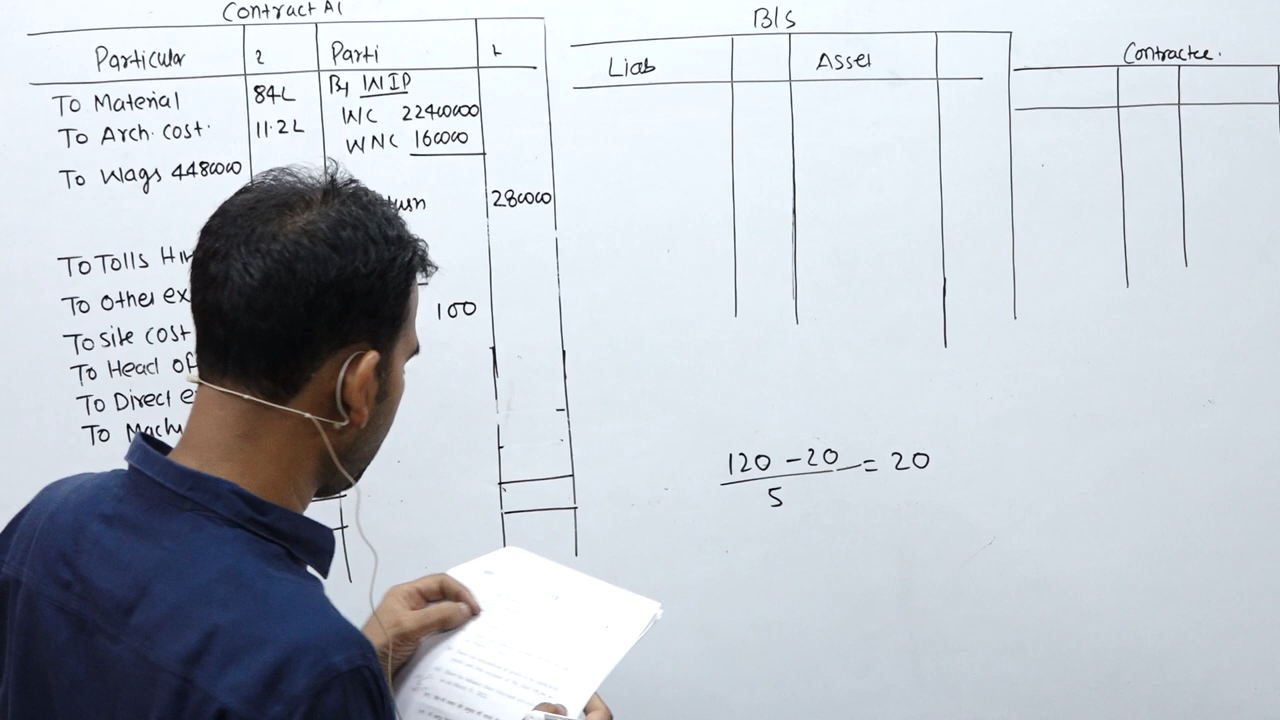 Contract A/C
Particular ₹ Parti ₹
To Material 84L By WIP
WC 22400000
To Arch. cost. 11.2L WNC 160000
To Wags 4480000
280000
To Tolls
To Other ex
100
To site cost
To Head of
To Direct e
To Mach
B/S
Liab Asset
Contractee.
120 - 20 = 20
5